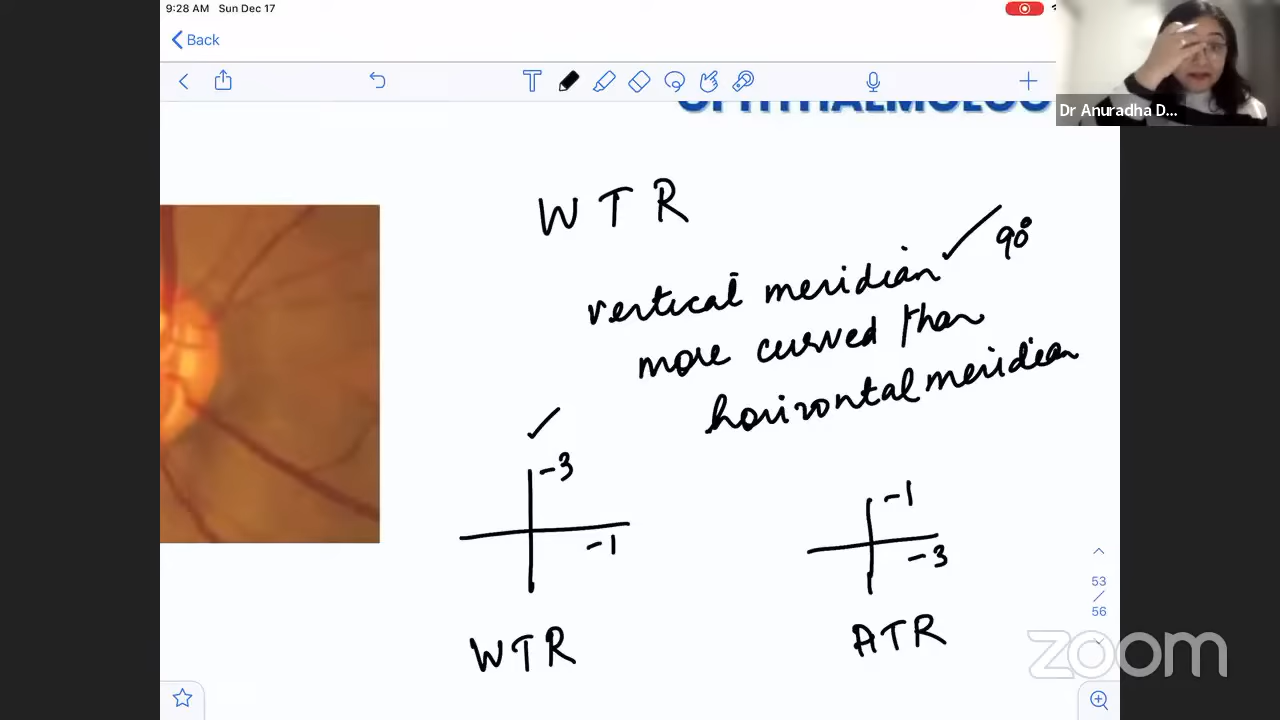 9:28 AM Sun Dec 17
Back
OPHTHALMOLOG
Dr Anuradha D...
WTR
vertical meridian 90°
more curved than
horizontal meridian
-3
-1
WTR
-1
-3
ATR
53
/
56
zoom